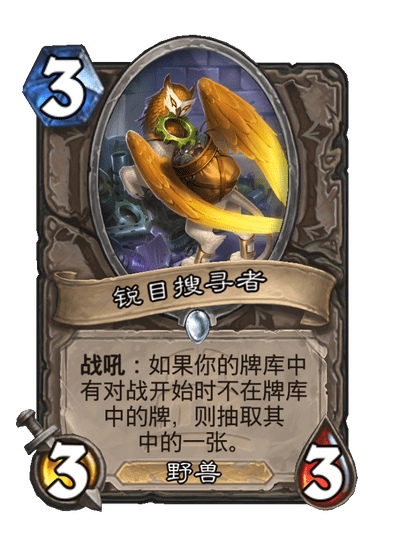 3
锐目搜寻者
战吼：如果你的牌库中
有对战开始时不在牌库
中的牌，则抽取其
中的一张。
野兽
3
3